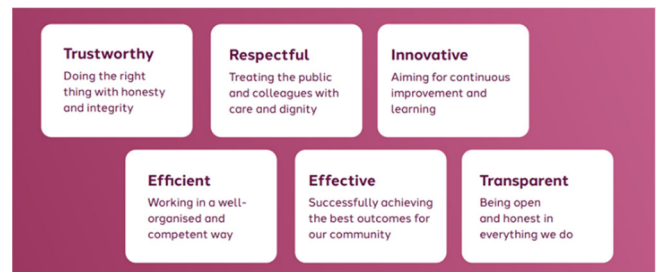 Trustworthy
Doing the right
thing with honesty
and integrity
Respectful
Treating the public
and colleagues with
care and dignity
Innovative
Aiming for continuous
improvement and
learning
Efficient
Working in a well-
organised and
competent way
Effective
Successfully achieving
the best outcomes for
our community
Transparent
Being open
and honest in
everything we do